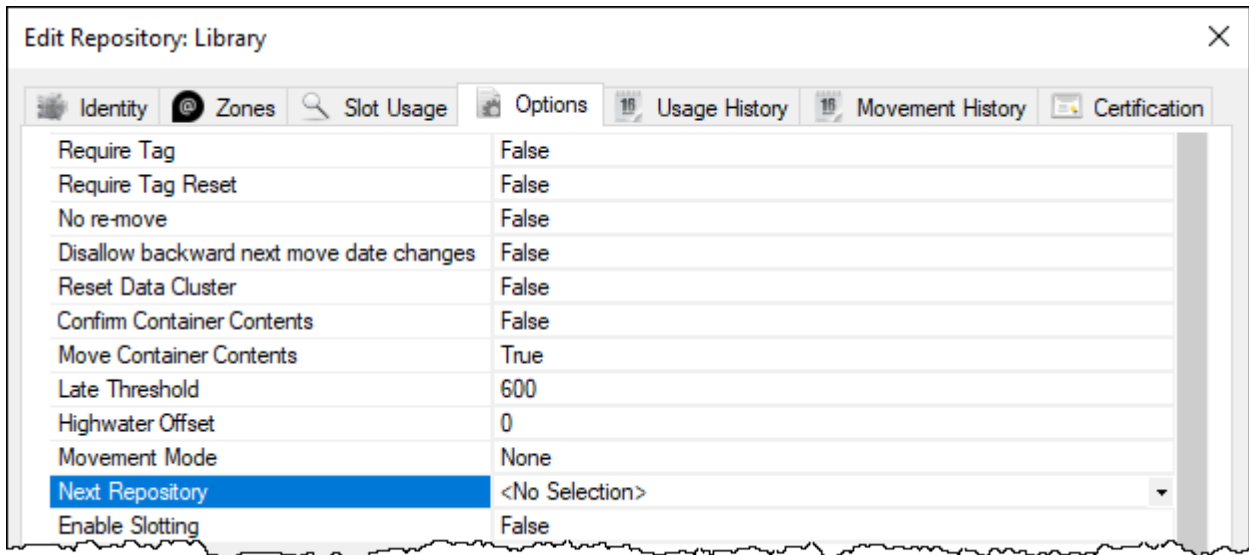 Edit Repository: Library
Identity Zones Slot Usage Options Usage History Movement History Certification
Require Tag False
Require Tag Reset False
No re-move False
Disallow backward next move date changes False
Reset Data Cluster False
Confirm Container Contents False
Move Container Contents True
Late Threshold 600
Highwater Offset 0
Movement Mode None
Next Repository <No Selection>
Enable Slotting False